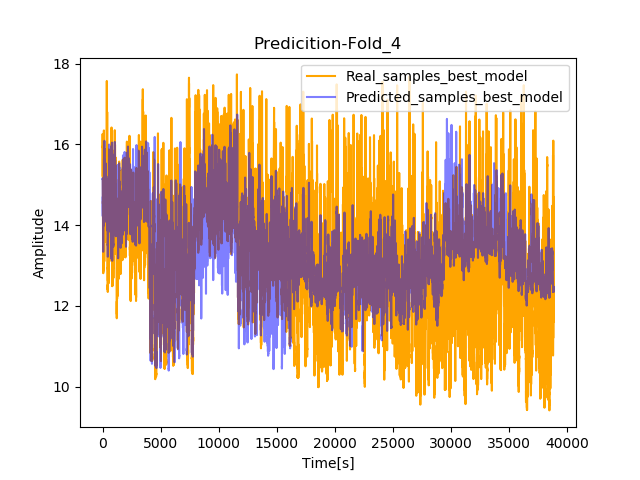 Predicition-Fold_4
Real_samples_best_model
Predicted_samples_best_model
18
16
14
12
10
Amplitude
0
5000
10000
15000
20000
25000
30000
35000
40000
Time[s]